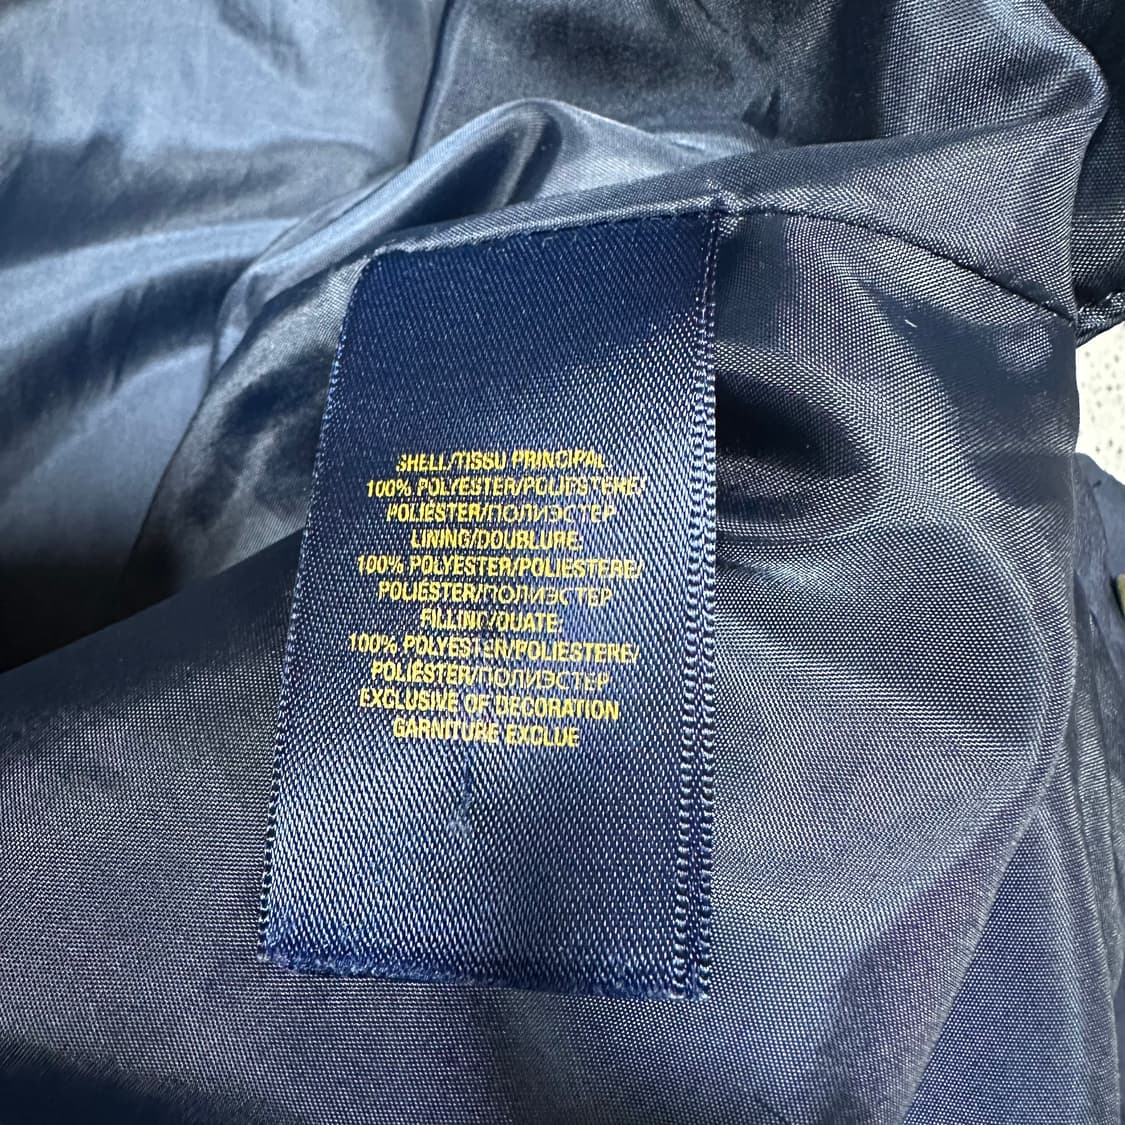 SHELL/TISSU PRINCIPAL
100% POLYESTER/POLIESTERE/
POLIESTER/ПОЛИЭСТЕР
LINING/DOUBLURE
100% POLYESTER/POLIESTERE/
POLIESTER/ПОЛИЭСТЕР
FILLING/OUATE
100% POLYESTER/POLIESTERE/
POLIESTER/ПОЛИЭСТЕР
EXCLUSIVE OF DECORATION
GARNITURE EXCLUE